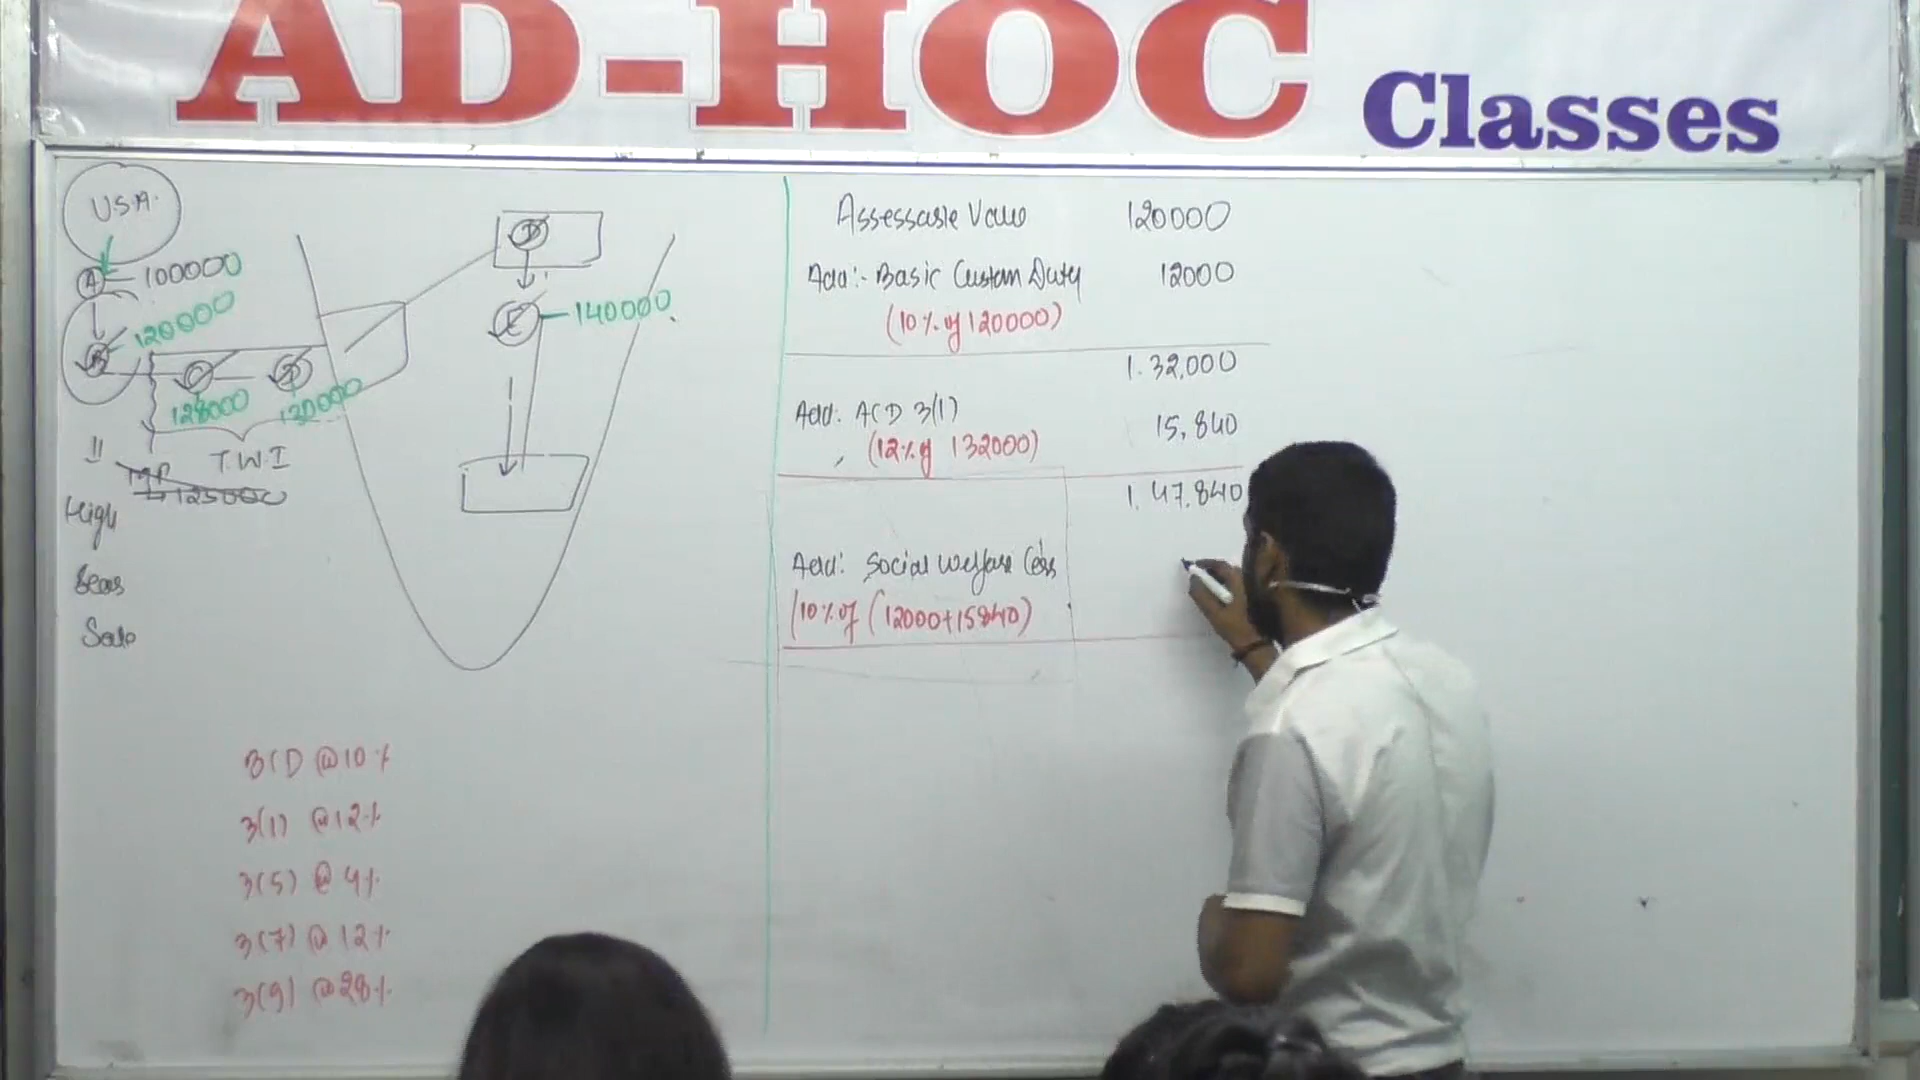 AD-HOC Classes
U.S.A.
A 100000
B 120000
C D
128000 130000
T.W.I
125000
High
Seas
Sale
D
E 140000
BCD @ 10%
3(1) @ 12%
3(5) @ 4%
3(7) @ 12%
3(9) @ 28%
Assessable Value 120000
Add:- Basic Custom Duty 12000
(10% of 120000)
1,32,000
Add: ACD 3(1) 15,840
(12% of 132000)
1,47,840
Add: Social Welfare Cess
(10% of (12000+15840)